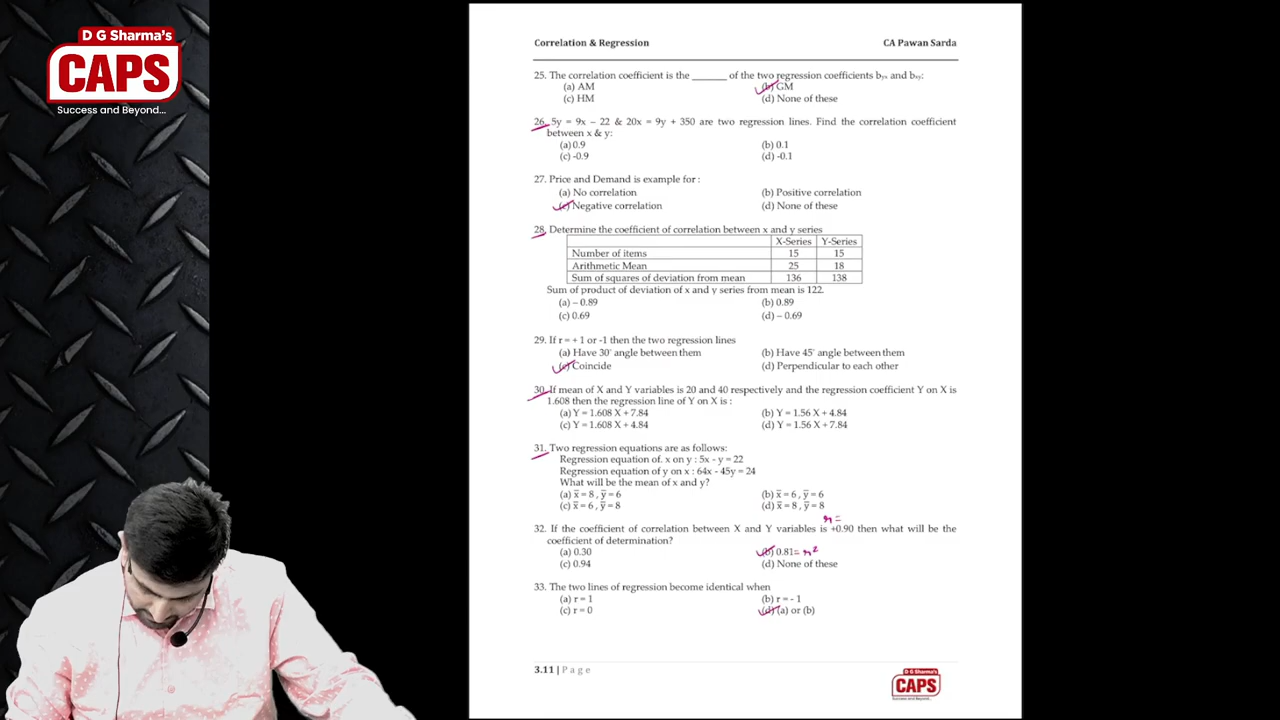 D G Sharma's
CAPS
Success and Beyond...
Correlation & Regression CA Pawan Sarda
25. The correlation coefficient is the _______ of the two regression coefficients byx and bxy:
(a) AM (b) GM
(c) HM (d) None of these
26. 5y = 9x – 22 & 20x = 9y + 350 are two regression lines. Find the correlation coefficient
between x & y:
(a) 0.9 (b) 0.1
(c) -0.9 (d) -0.1
27. Price and Demand is example for :
(a) No correlation (b) Positive correlation
(c) Negative correlation (d) None of these
28. Determine the coefficient of correlation between x and y series
X-Series Y-Series
Number of items 15 15
Arithmetic Mean 25 18
Sum of squares of deviation from mean 136 138
Sum of product of deviation of x and y series from mean is 122.
(a) – 0.89 (b) 0.89
(c) 0.69 (d) – 0.69
29. If r = + 1 or -1 then the two regression lines
(a) Have 30° angle between them (b) Have 45° angle between them
(c) Coincide (d) Perpendicular to each other
30. If mean of X and Y variables is 20 and 40 respectively and the regression coefficient Y on X is
1.608 then the regression line of Y on X is :
(a) Y = 1.608 X + 7.84 (b) Y = 1.56 X + 4.84
(c) Y = 1.608 X + 4.84 (d) Y = 1.56 X + 7.84
31. Two regression equations are as follows:
Regression equation of. x on y : 5x - y = 22
Regression equation of y on x : 64x - 45y = 24
What will be the mean of x and y?
(a) x̄ = 8 , ȳ = 6 (b) x̄ = 6 , ȳ = 6
(c) x̄ = 6 , ȳ = 8 (d) x̄ = 8 , ȳ = 8
r =
32. If the coefficient of correlation between X and Y variables is +0.90 then what will be the
coefficient of determination?
(a) 0.30 (b) 0.81 = r²
(c) 0.94 (d) None of these
33. The two lines of regression become identical when
(a) r = 1 (b) r = - 1
(c) r = 0 (d) (a) or (b)
3.11 | P a g e
D G Sharma's
CAPS
Success and Beyond...